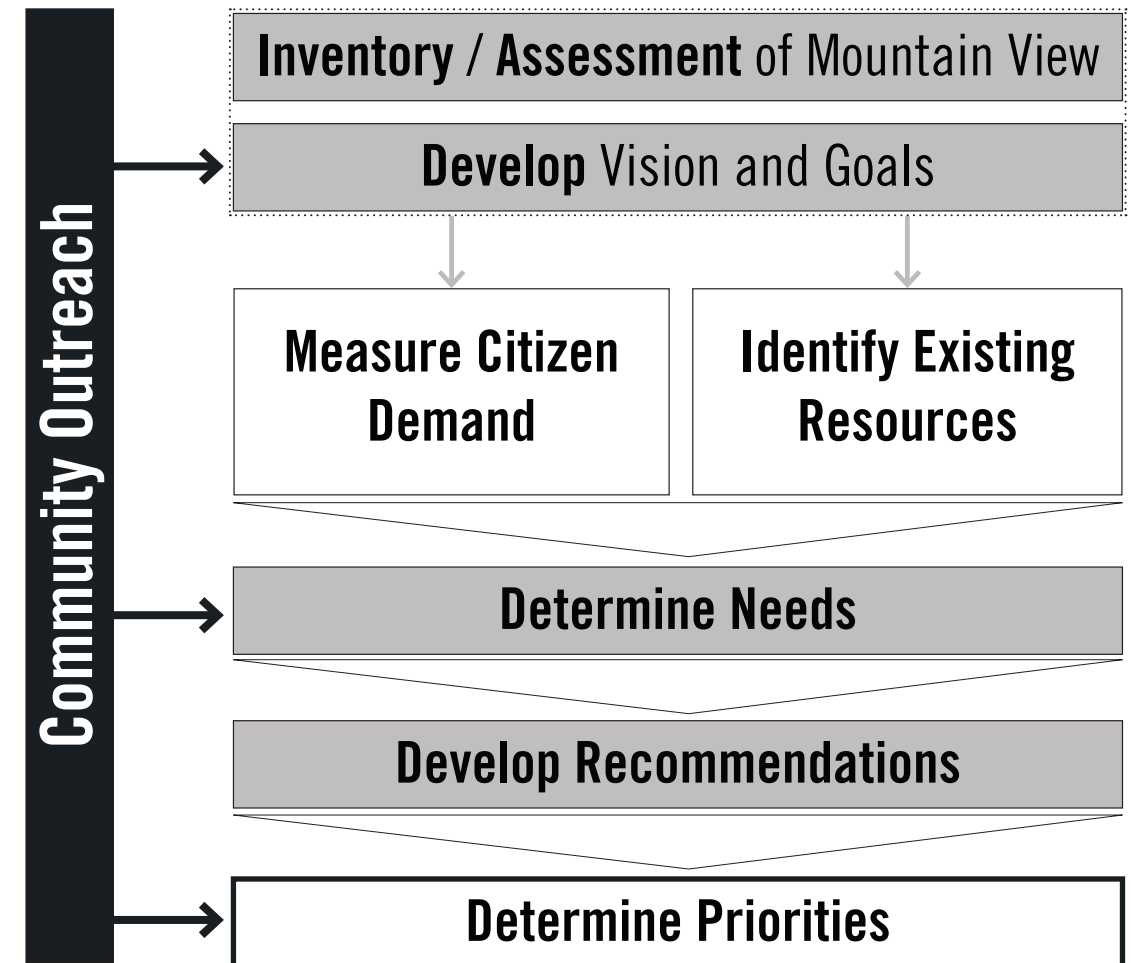 Community Outreach
Inventory / Assessment of Mountain View
Develop Vision and Goals
Measure Citizen
Demand
Identify Existing
Resources
Determine Needs
Develop Recommendations
Determine Priorities